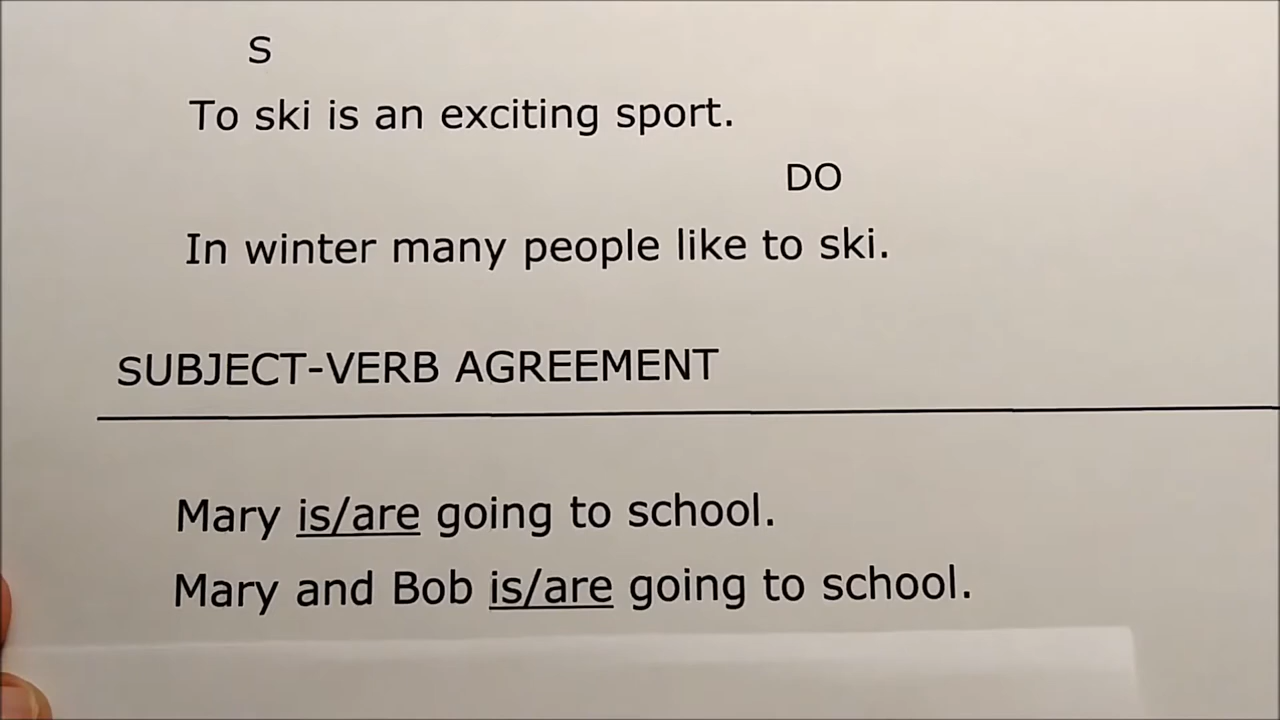 S
To ski is an exciting sport.
DO
In winter many people like to ski.
SUBJECT-VERB AGREEMENT
Mary is/are going to school.
Mary and Bob is/are going to school.